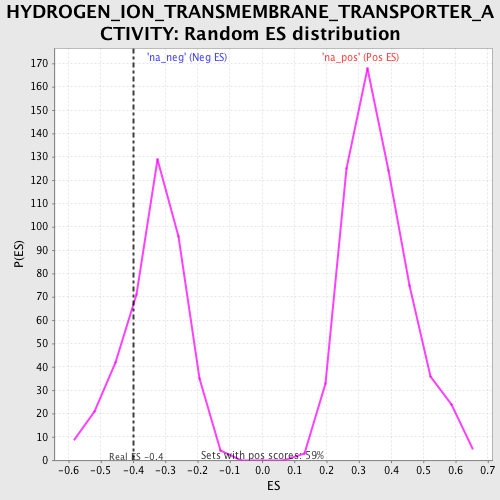 HYDROGEN_ION_TRANSMEMBRANE_TRANSPORTER_A
CTIVITY: Random ES distribution
'na_neg' (Neg ES) 'na_pos' (Pos ES)
170
160
150
140
130
120
110
100
90
80
70
60
50
40
30
20
10
0
P(ES)
Real ES -0.4 Sets with pos scores: 59%
-0.6 -0.5 -0.4 -0.3 -0.2 -0.1 0.0 0.1 0.2 0.3 0.4 0.5 0.6 0.7
ES